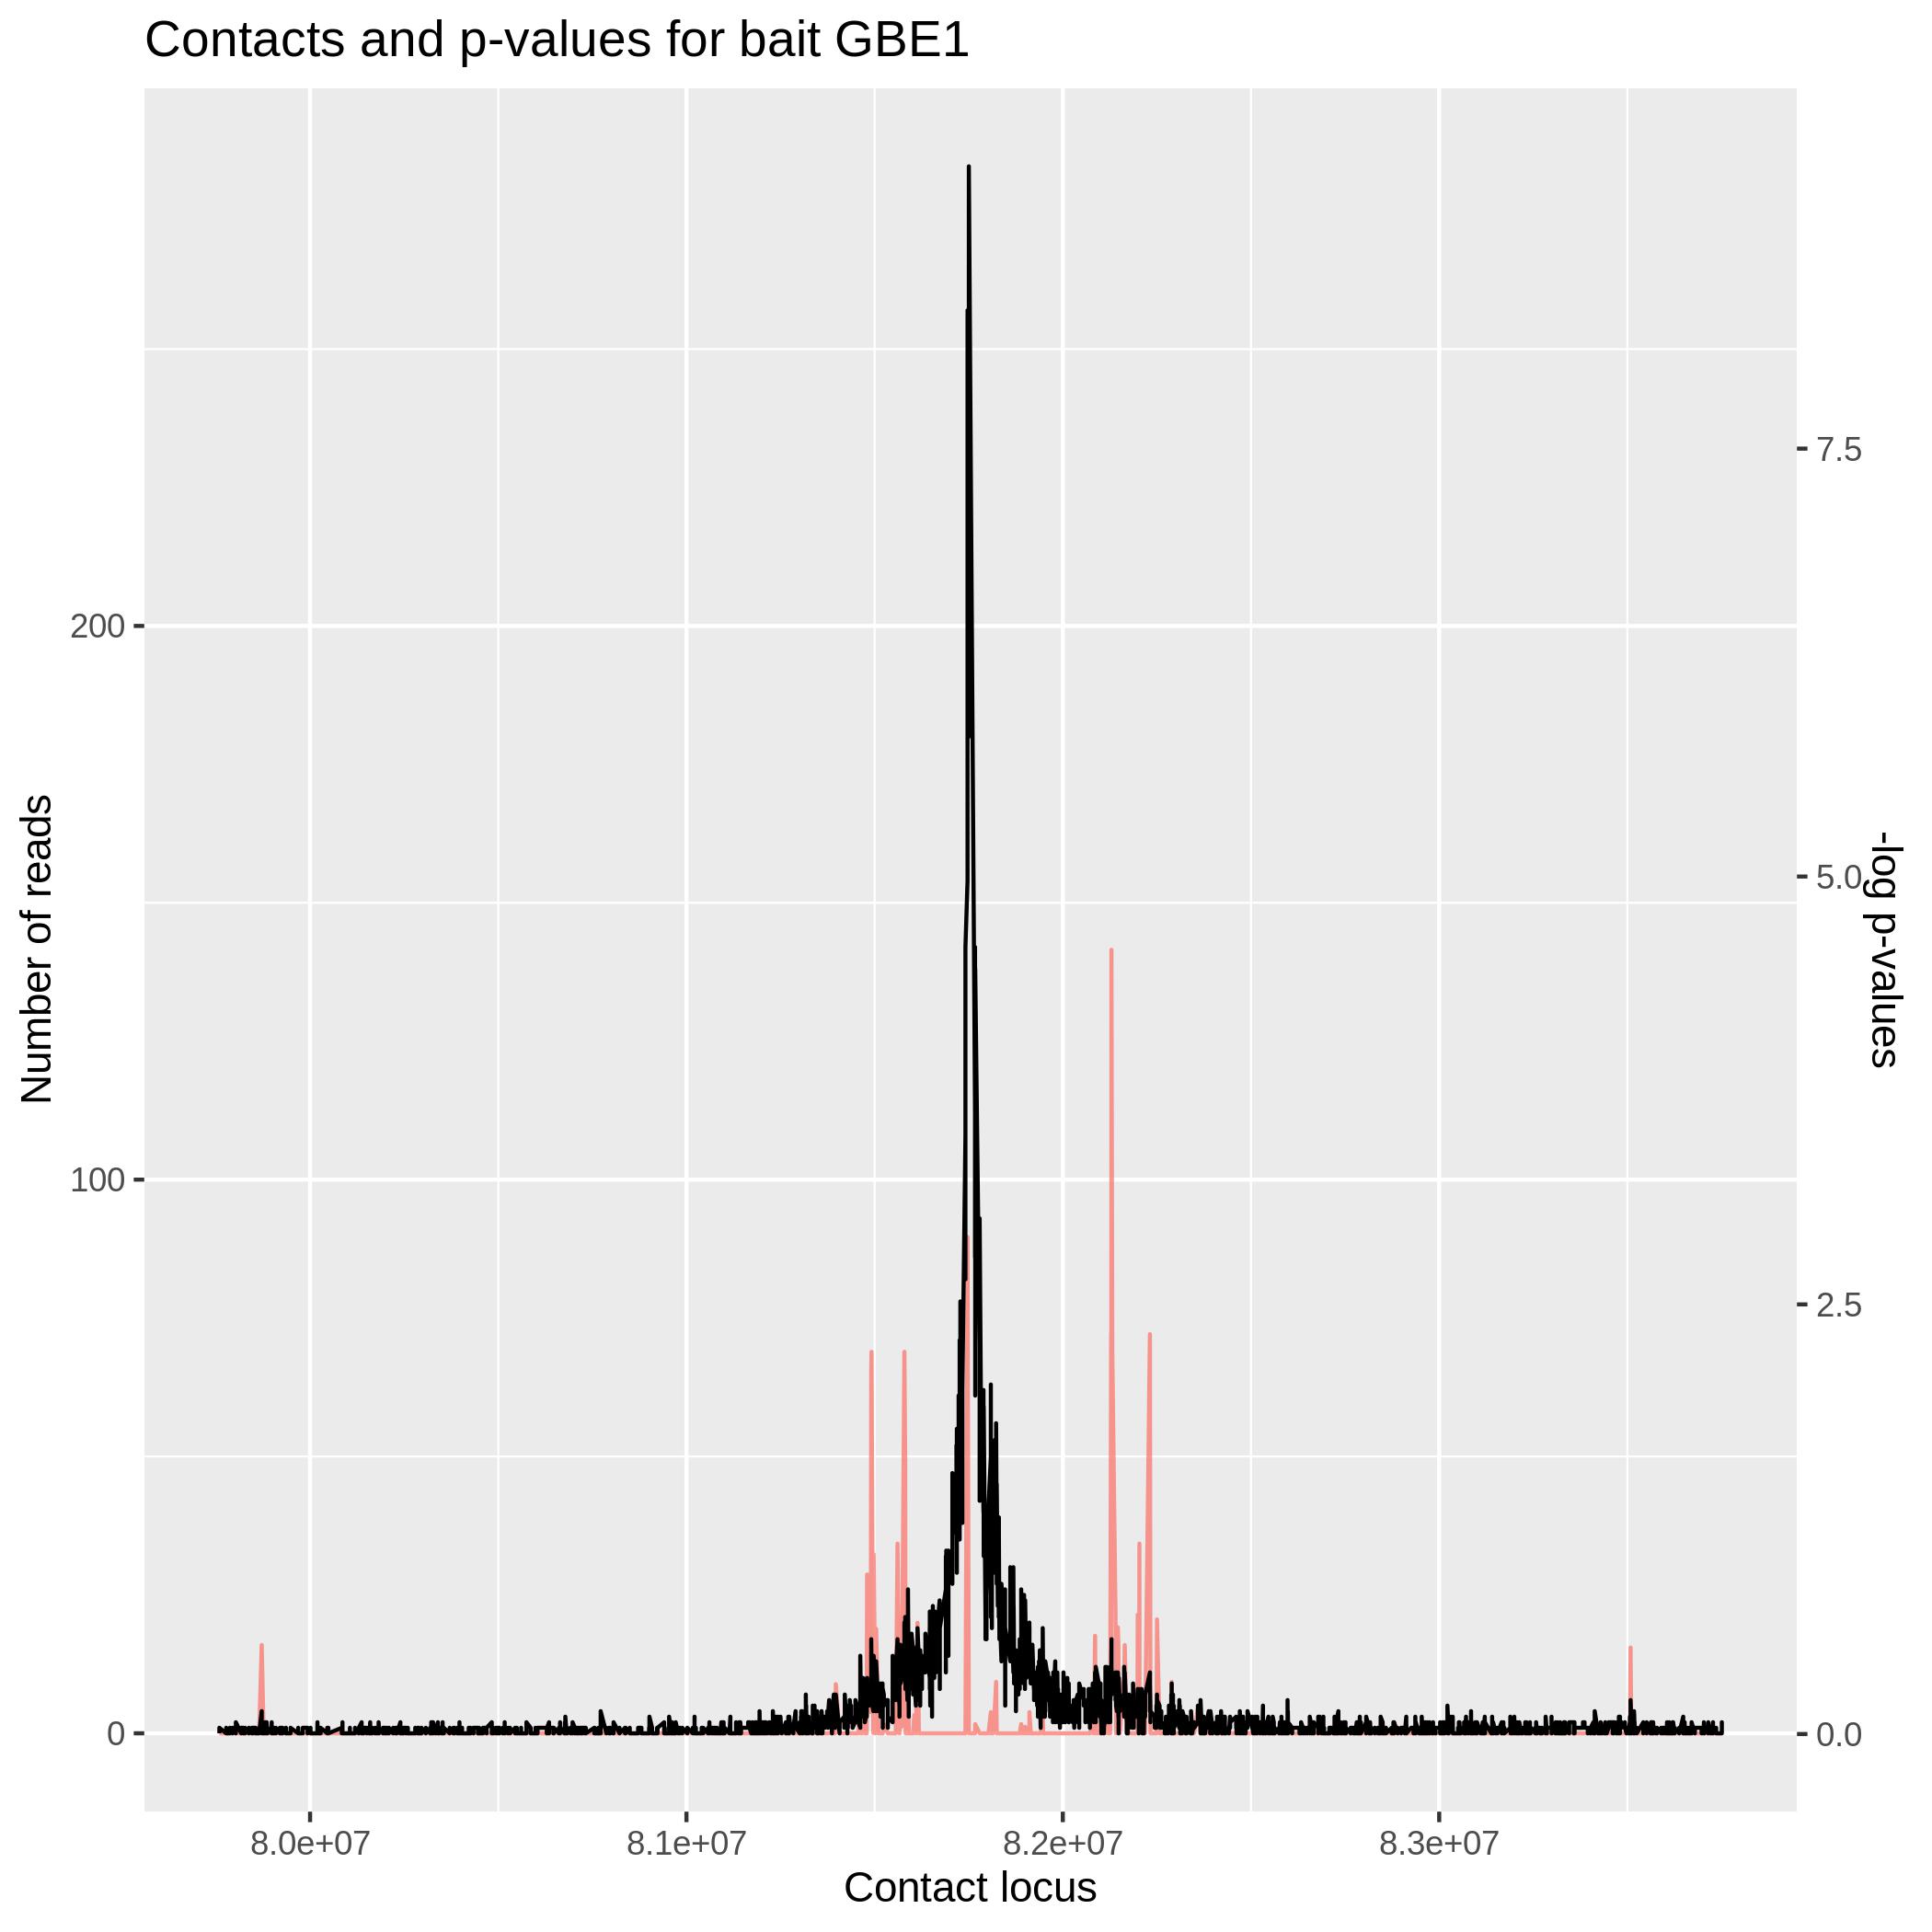 Contacts and p-values for bait GBE1
Number of reads
200
100
0
7.5
5.0
2.5
0.0
-log p-values
8.0e+07
8.1e+07
8.2e+07
8.3e+07
Contact locus